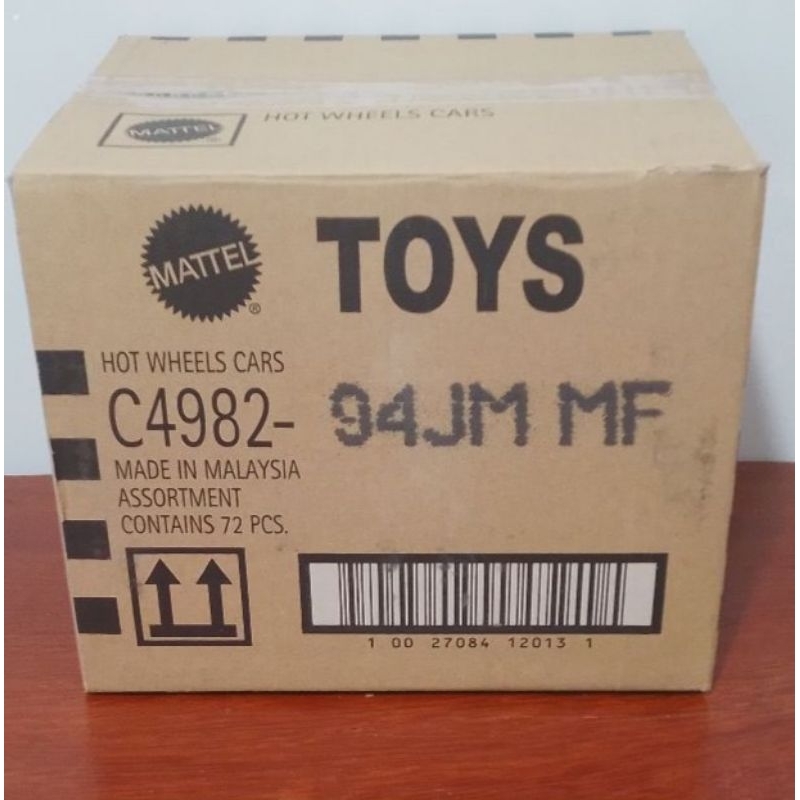 MATTEL ®
HOT WHEELS CARS
MATTEL ®
TOYS
HOT WHEELS CARS
C4982- 94JM MF
MADE IN MALAYSIA
ASSORTMENT
CONTAINS 72 PCS.
1 00 27084 12013 1